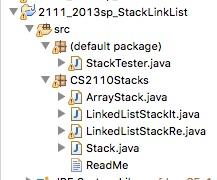 2111_2013sp_StackLinkList
src
(default package)
StackTester.java
CS2110Stacks
ArrayStack.java
LinkedListStackIt.java
LinkedListStackRe.java
Stack.java
ReadMe